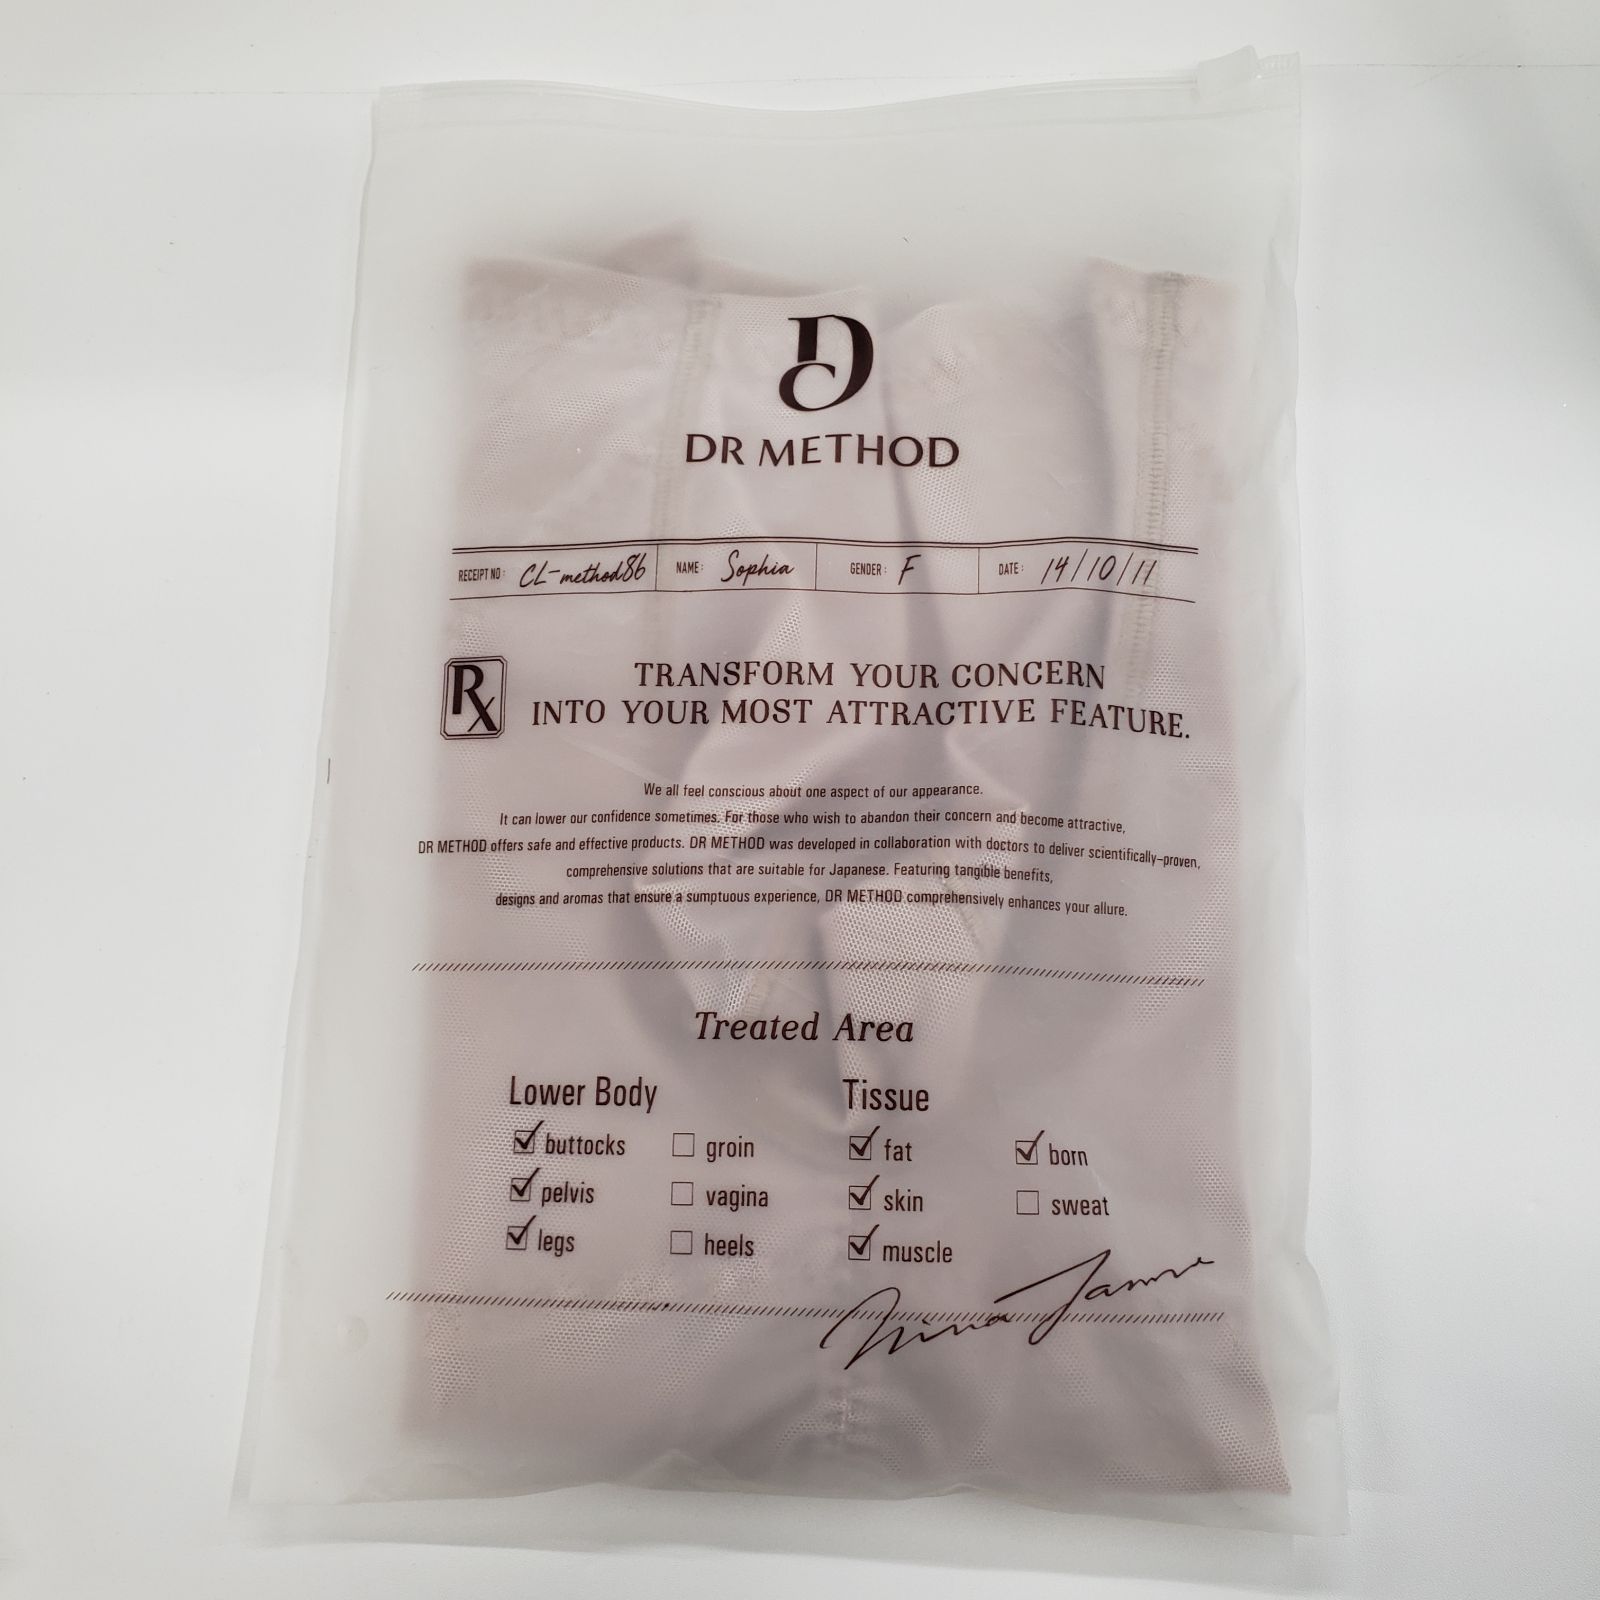 DR METHOD
RECEIPT NO: CL-method86 NAME: Sophia GENDER: F DATE: 14/10/11
Rx TRANSFORM YOUR CONCERN
INTO YOUR MOST ATTRACTIVE FEATURE.
We all feel conscious about one aspect of our appearance.
It can lower our confidence sometimes. For those who wish to abandon their concern and become attractive,
DR METHOD offers safe and effective products. DR METHOD was developed in collaboration with doctors to deliver scientifically-proven,
comprehensive solutions that are suitable for Japanese. Featuring tangible benefits,
designs and aromas that ensure a sumptuous experience, DR METHOD comprehensively enhances your allure.
Treated Area
Lower Body Tissue
buttocks groin fat born
pelvis vagina skin sweat
legs heels muscle